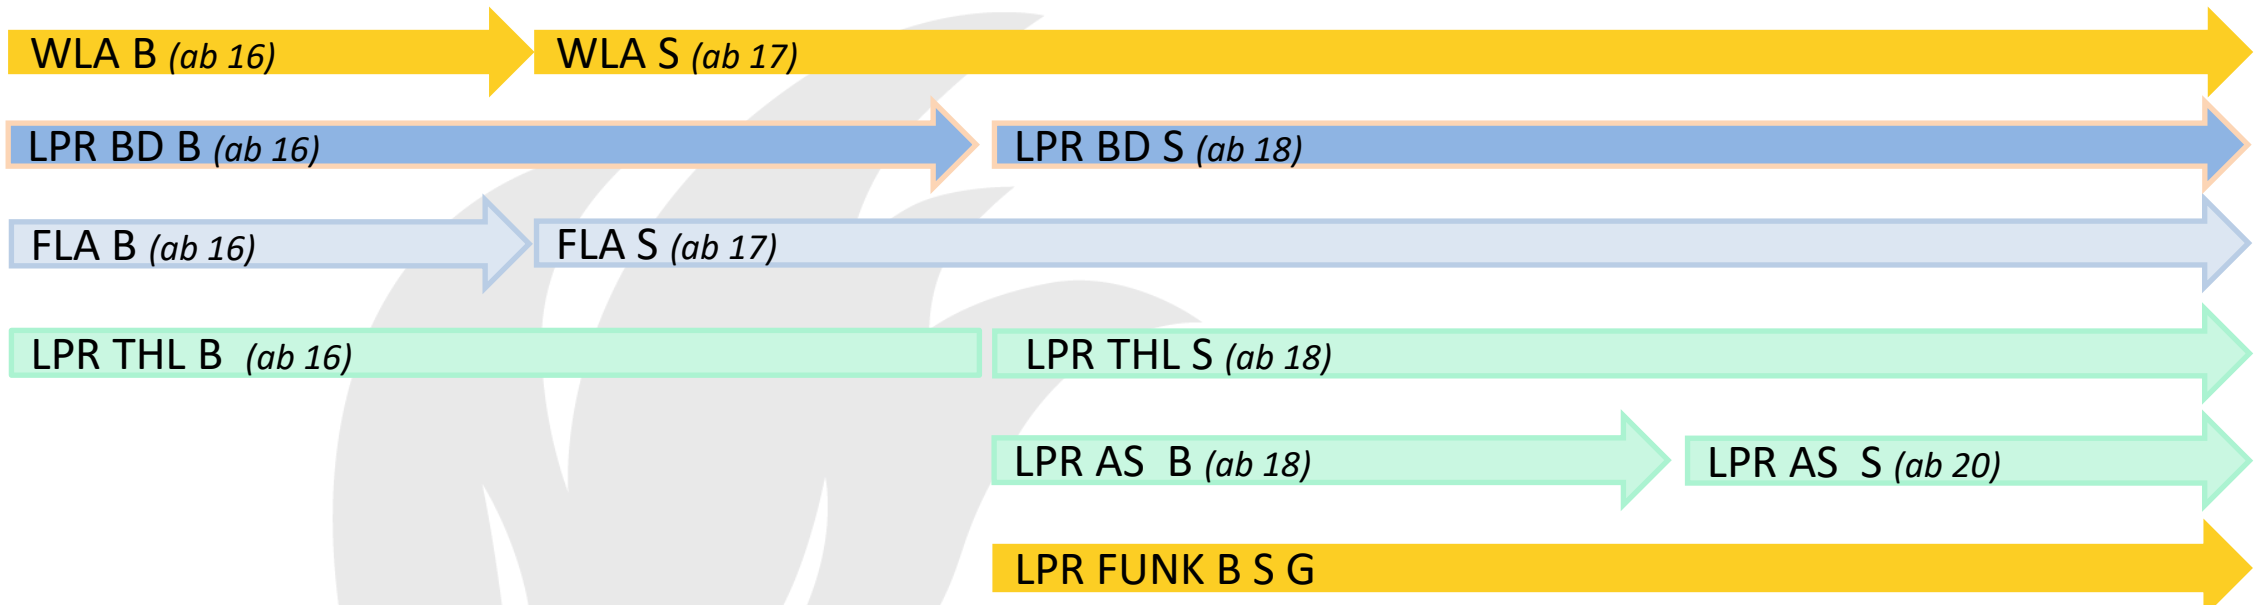 WLA B (ab 16) WLA S (ab 17)
LPR BD B (ab 16) LPR BD S (ab 18)
FLA B (ab 16) FLA S (ab 17)
LPR THL B (ab 16) LPR THL S (ab 18)
LPR AS B (ab 18) LPR AS S (ab 20)
LPR FUNK B S G